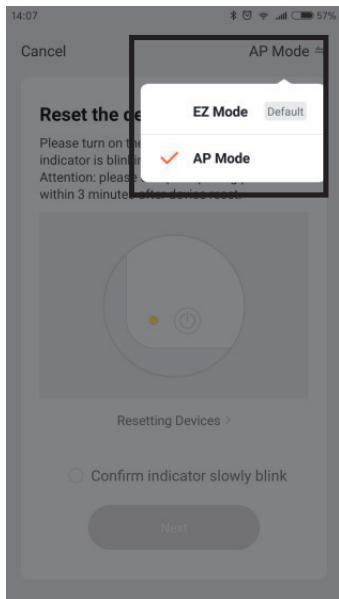 14:07 57%
Cancel AP Mode
EZ Mode Default
AP Mode
Reset the de
Please turn on the
indicator is blinkin
Attention: please
within 3 minutes after device reset.
Resetting Devices >
Confirm indicator slowly blink
Next